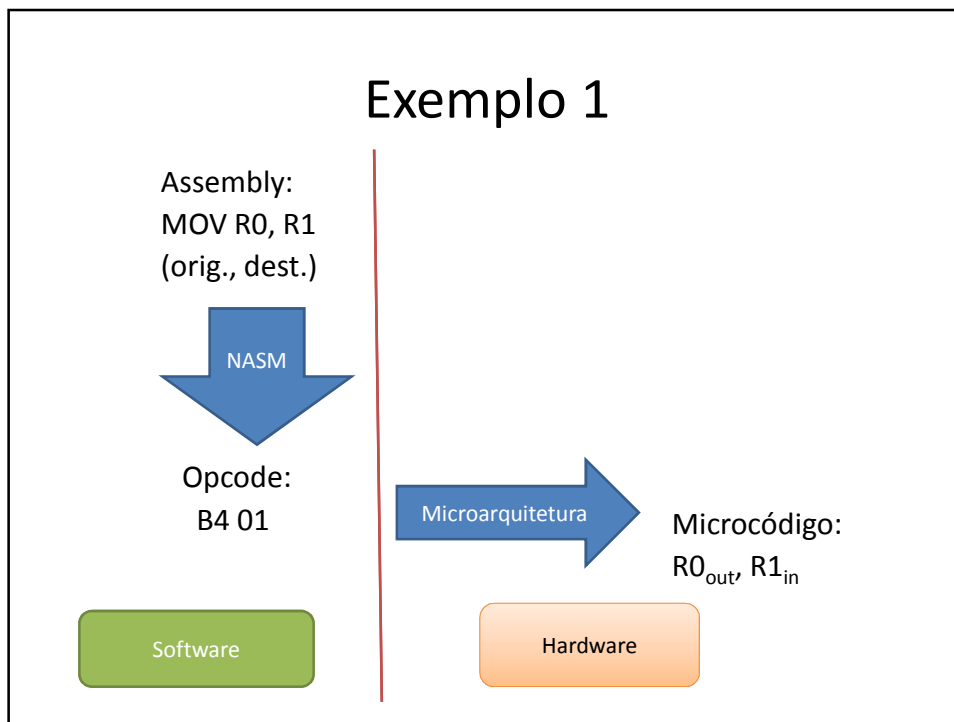 Exemplo 1
Assembly:
MOV R0, R1
(orig., dest.)
NASM
Opcode:
B4 01
Microarquitetura
Microcódigo:
R0out, R1in
Software
Hardware